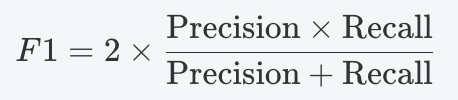 F1 = 2 × (Precision × Recall) / (Precision + Recall)